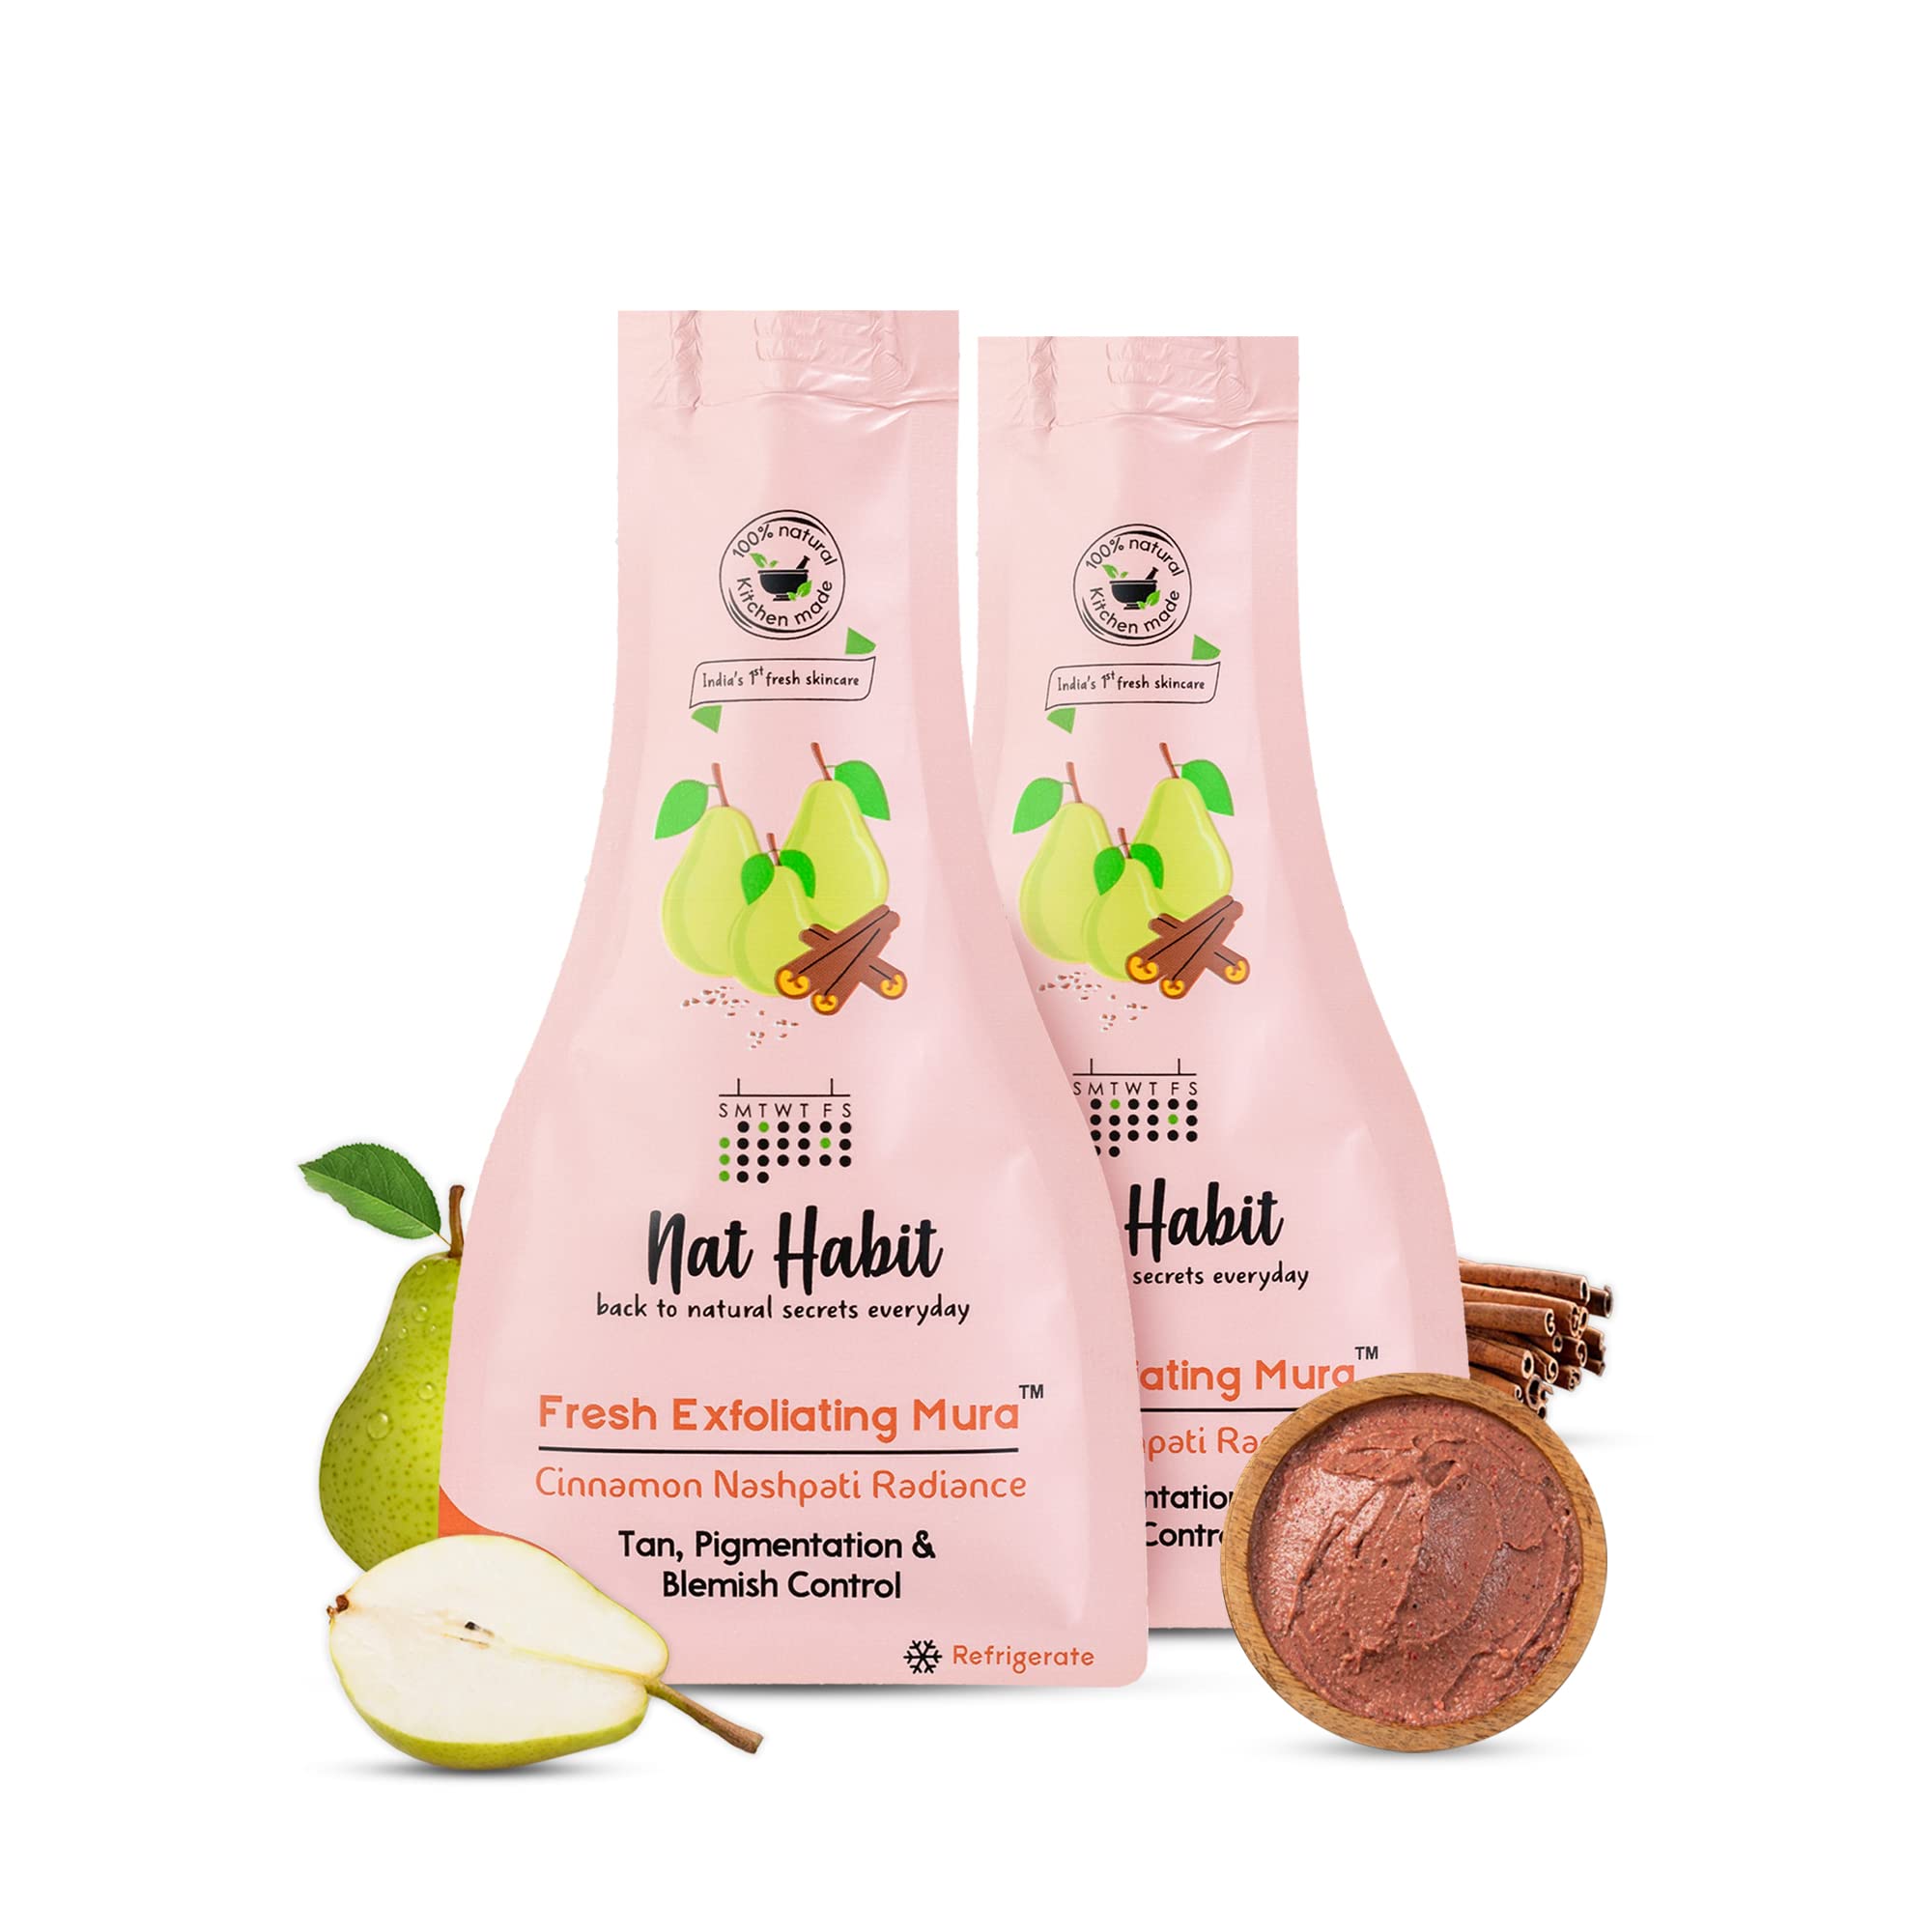 100% natural
Kitchen made
India's 1st fresh skincare
S M T W T F S
Nat Habit
back to natural secrets everyday
Fresh Exfoliating Mura™
Cinnamon Nashpati Radiance
Tan, Pigmentation &
Blemish Control
Refrigerate
100% natural
Kitchen made
India's 1st fresh skincare
S M T W T F S
Habit
secrets everyday
iating Mura™
pati Ra
ntation
Contr